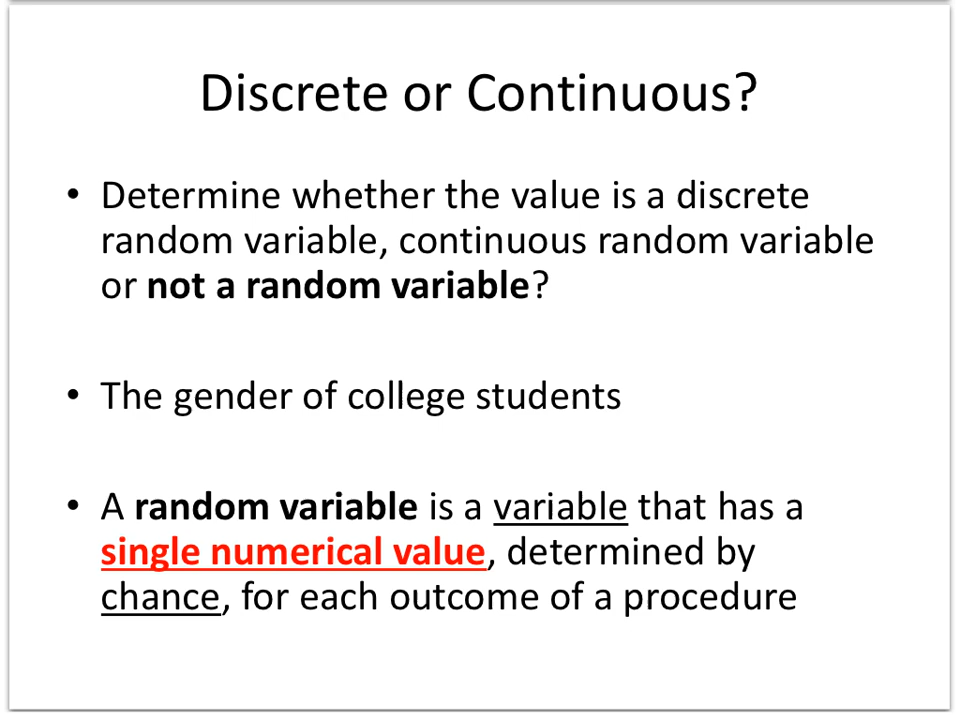 Discrete or Continuous?
• Determine whether the value is a discrete
random variable, continuous random variable
or not a random variable?
• The gender of college students
• A random variable is a variable that has a
single numerical value, determined by
chance, for each outcome of a procedure